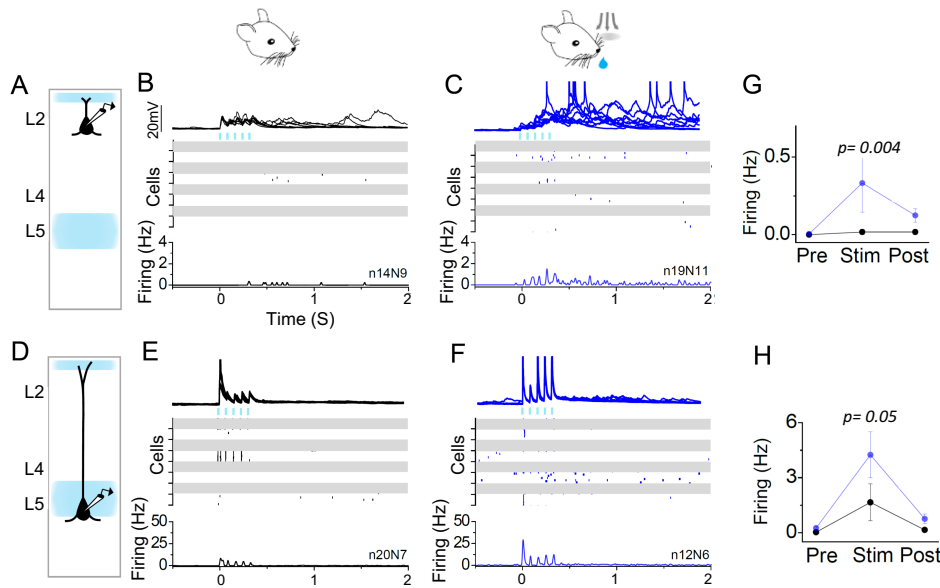 A
L2
L4
L5
B
20mV
Cells
Firing (Hz)
4
2
0
n14N9
0
1
2
Time (S)
C
Cells
Firing (Hz)
4
2
0
n19N11
0
1
2
G
Firing (Hz)
0.5
0.0
p= 0.004
Pre Stim Post
D
L2
L4
L5
E
Cells
Firing (Hz)
50
25
0
n20N7
0
1
2
F
Cells
Firing (Hz)
50
25
0
n12N6
0
1
2
H
Firing (Hz)
6
3
0
p= 0.05
Pre Stim Post